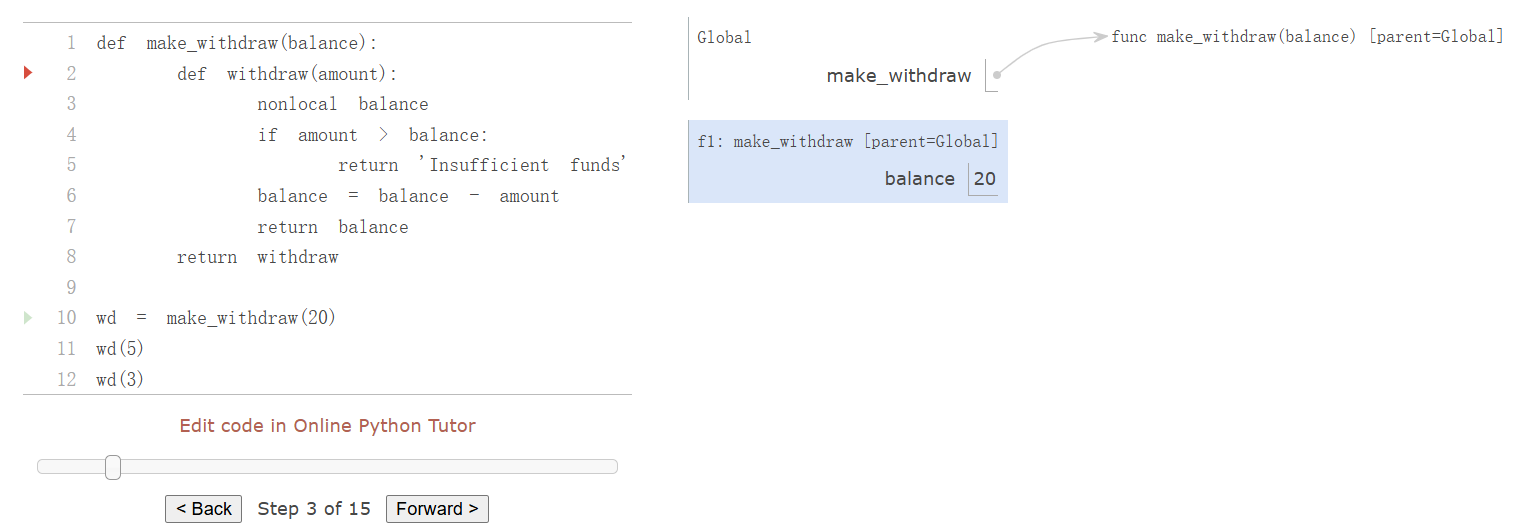 1 def make_withdraw(balance):
2 def withdraw(amount):
3 nonlocal balance
4 if amount > balance:
5 return 'Insufficient funds'
6 balance = balance - amount
7 return balance
8 return withdraw
9
10 wd = make_withdraw(20)
11 wd(5)
12 wd(3)
Edit code in Online Python Tutor
< Back Step 3 of 15 Forward >
Global
make_withdraw
func make_withdraw(balance) [parent=Global]
f1: make_withdraw [parent=Global]
balance 20